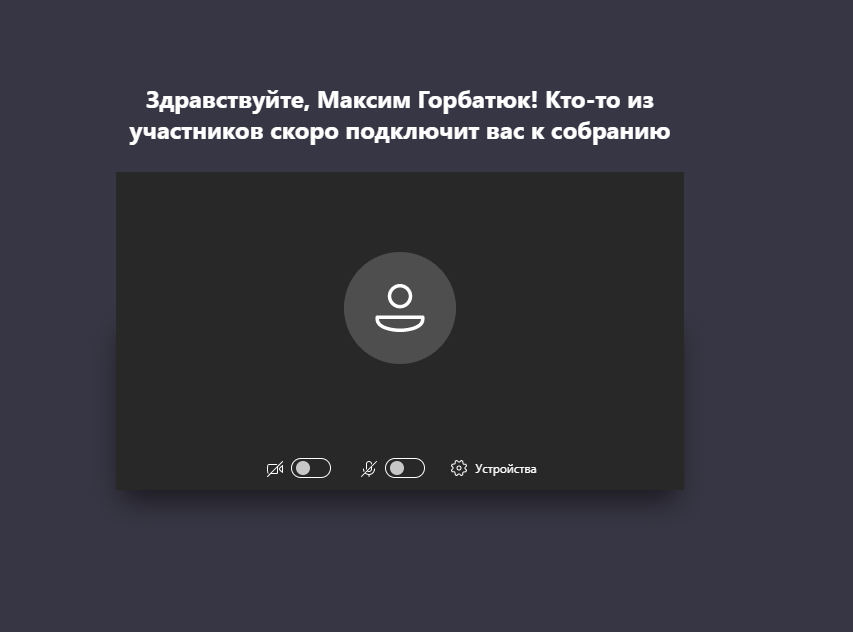 Здравствуйте, Максим Горбатюк! Кто-то из
участников скоро подключит вас к собранию
Устройства